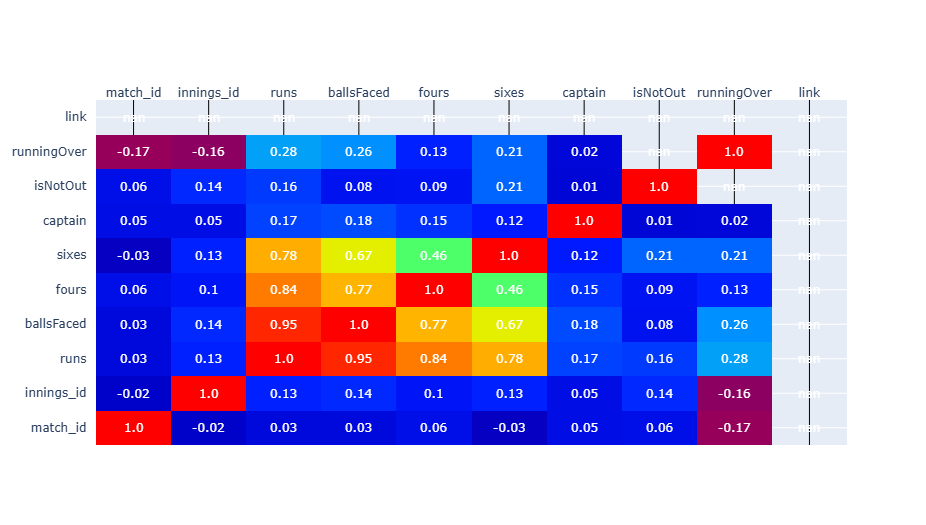 match_id innings_id runs ballsFaced fours sixes captain isNotOut runningOver link
link nan nan nan nan nan nan nan nan nan nan
runningOver -0.17 -0.16 0.28 0.26 0.13 0.21 0.02 nan 1.0 nan
isNotOut 0.06 0.14 0.16 0.08 0.09 0.21 0.01 1.0 nan nan
captain 0.05 0.05 0.17 0.18 0.15 0.12 1.0 0.01 0.02 nan
sixes -0.03 0.13 0.78 0.67 0.46 1.0 0.12 0.21 0.21 nan
fours 0.06 0.1 0.84 0.77 1.0 0.46 0.15 0.09 0.13 nan
ballsFaced 0.03 0.14 0.95 1.0 0.77 0.67 0.18 0.08 0.26 nan
runs 0.03 0.13 1.0 0.95 0.84 0.78 0.17 0.16 0.28 nan
innings_id -0.02 1.0 0.13 0.14 0.1 0.13 0.05 0.14 -0.16 nan
match_id 1.0 -0.02 0.03 0.03 0.06 -0.03 0.05 0.06 -0.17 nan